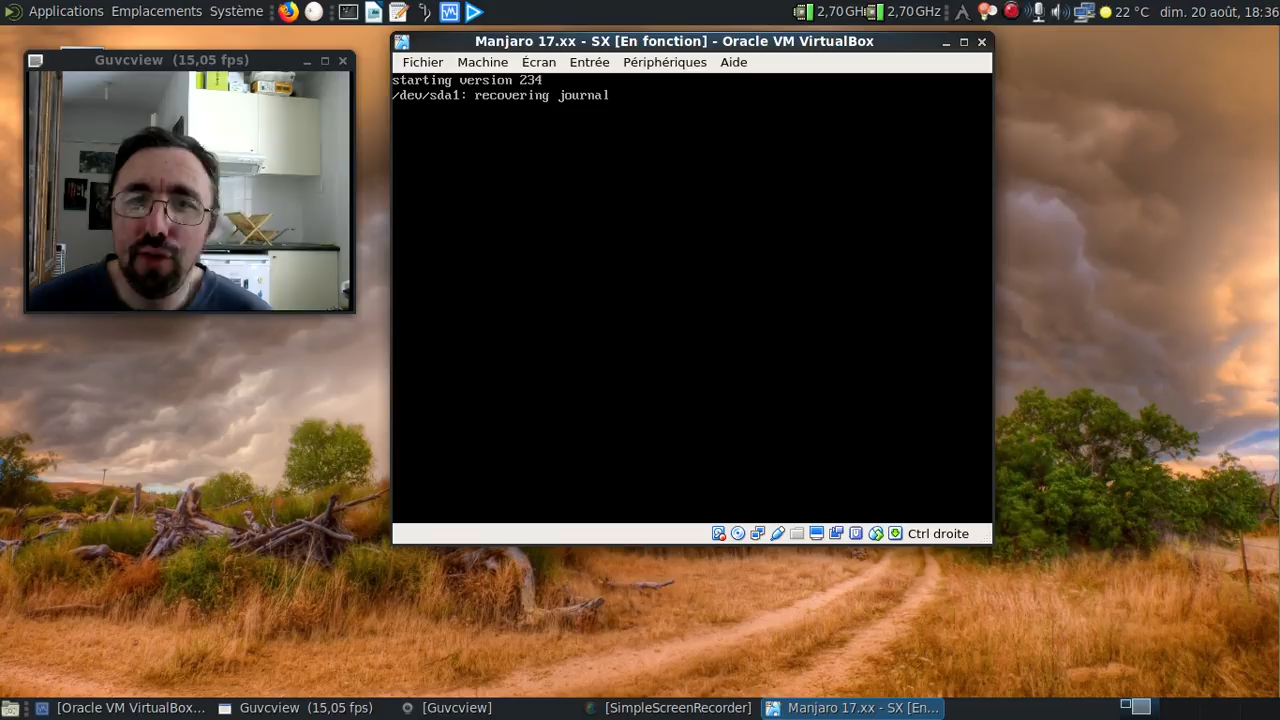 Applications Emplacements Système
2,70 GHz 2,70 GHz 22 °C dim. 20 août, 18:36
Guvcview (15,05 fps)
Manjaro 17.xx - SX [En fonction] - Oracle VM VirtualBox
Fichier Machine Écran Entrée Périphériques Aide
starting version 234
/dev/sda1: recovering journal
Ctrl droite
[Oracle VM VirtualBox... Guvcview (15,05 fps) [Guvcview] [SimpleScreenRecorder] Manjaro 17.xx - SX [En...